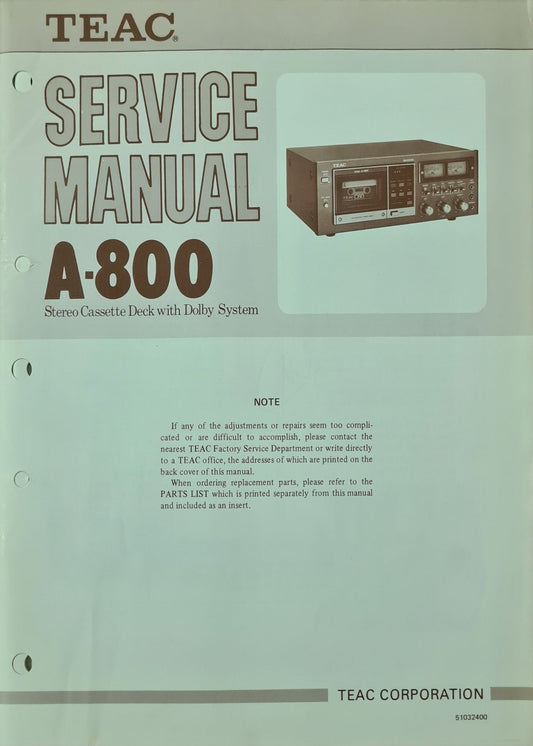 TEAC®
SERVICE
MANUAL
A-800
Stereo Cassette Deck with Dolby System
TEAC
NOTE
If any of the adjustments or repairs seem too compli-
cated or are difficult to accomplish, please contact the
nearest TEAC Factory Service Department or write directly
to a TEAC office, the addresses of which are printed on the
back cover of this manual.
When ordering replacement parts, please refer to the
PARTS LIST which is printed separately from this manual
and included as an insert.
TEAC CORPORATION
51032400